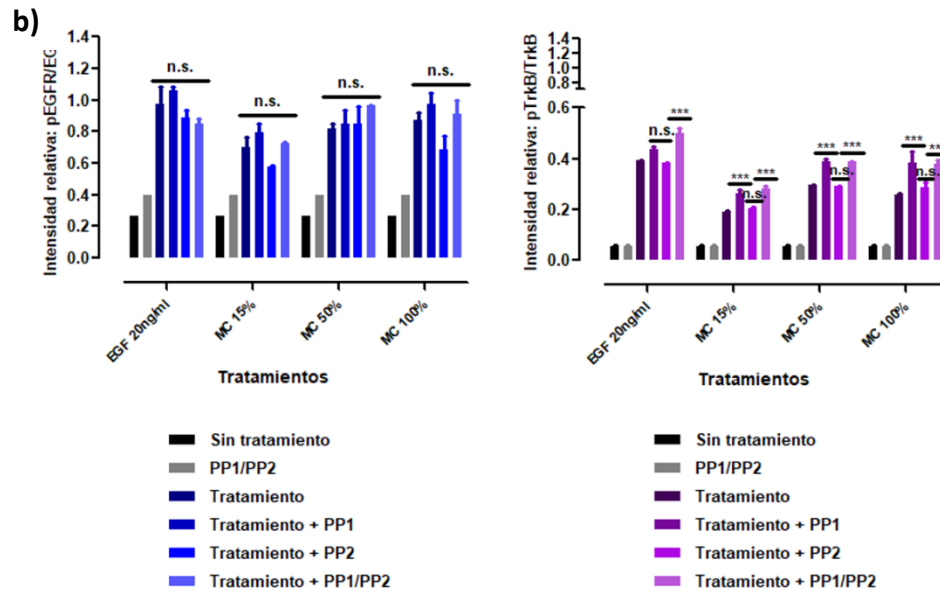 b)
Intensidad relativa: pEGFR/EG
1.4
1.2
1.0
0.8
0.6
0.4
0.2
0.0
n.s.
n.s.
n.s.
n.s.
EGF 20ng/ml
MC 15%
MC 50%
MC 100%
Tratamientos
Sin tratamiento
PP1/PP2
Tratamiento
Tratamiento + PP1
Tratamiento + PP2
Tratamiento + PP1/PP2
Intensidad relativa: pTrkB/TrkB
1.4
1.2
1.0
0.8
0.6
0.4
0.2
0.0
n.s.
***
***
n.s.
***
***
n.s.
***
***
n.s.
**
EGF 20ng/ml
MC 15%
MC 50%
MC 100%
Tratamientos
Sin tratamiento
PP1/PP2
Tratamiento
Tratamiento + PP1
Tratamiento + PP2
Tratamiento + PP1/PP2